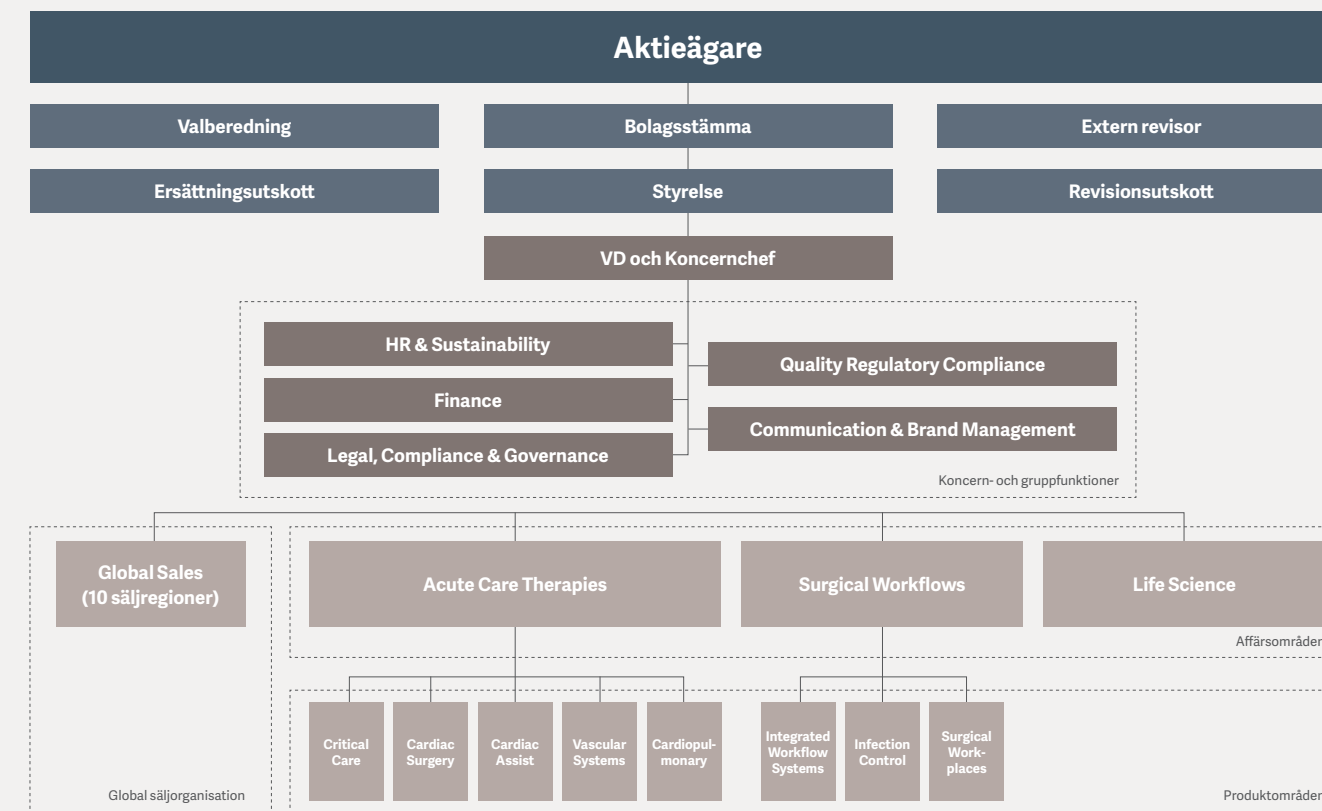 Aktieägare
Valberedning
Bolagsstämma
Extern revisor
Ersättningsutskott
Styrelse
Revisionsutskott
VD och Koncernchef
HR & Sustainability
Quality Regulatory Compliance
Finance
Communication & Brand Management
Legal, Compliance & Governance
Koncern- och gruppfunktioner
Global Sales
(10 säljregioner)
Acute Care Therapies
Surgical Workflows
Life Science
Affärsområden
Critical
Care
Cardiac
Surgery
Cardiac
Assist
Vascular
Systems
Cardiopul-
monary
Integrated
Workflow
Systems
Infection
Control
Surgical
Work-
places
Global säljorganisation
Produktområden